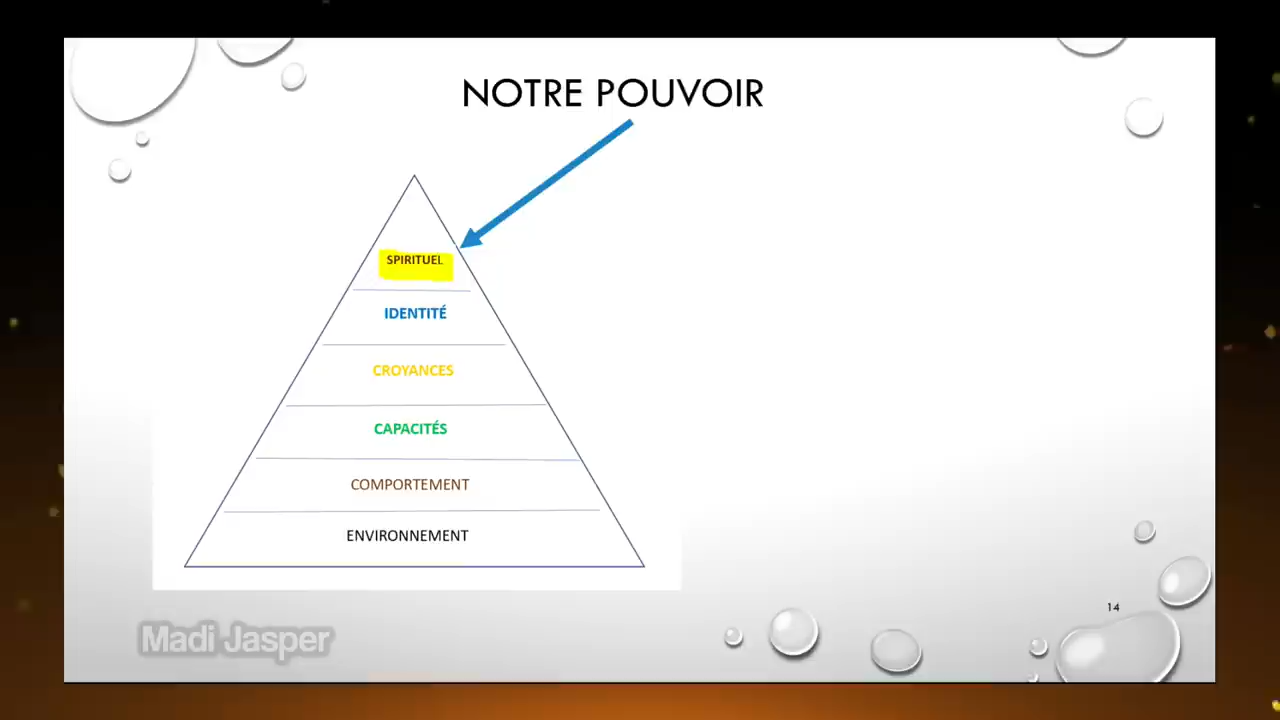 NOTRE POUVOIR
SPIRITUEL
IDENTITÉ
CROYANCES
CAPACITÉS
COMPORTEMENT
ENVIRONNEMENT
14
Madi Jasper